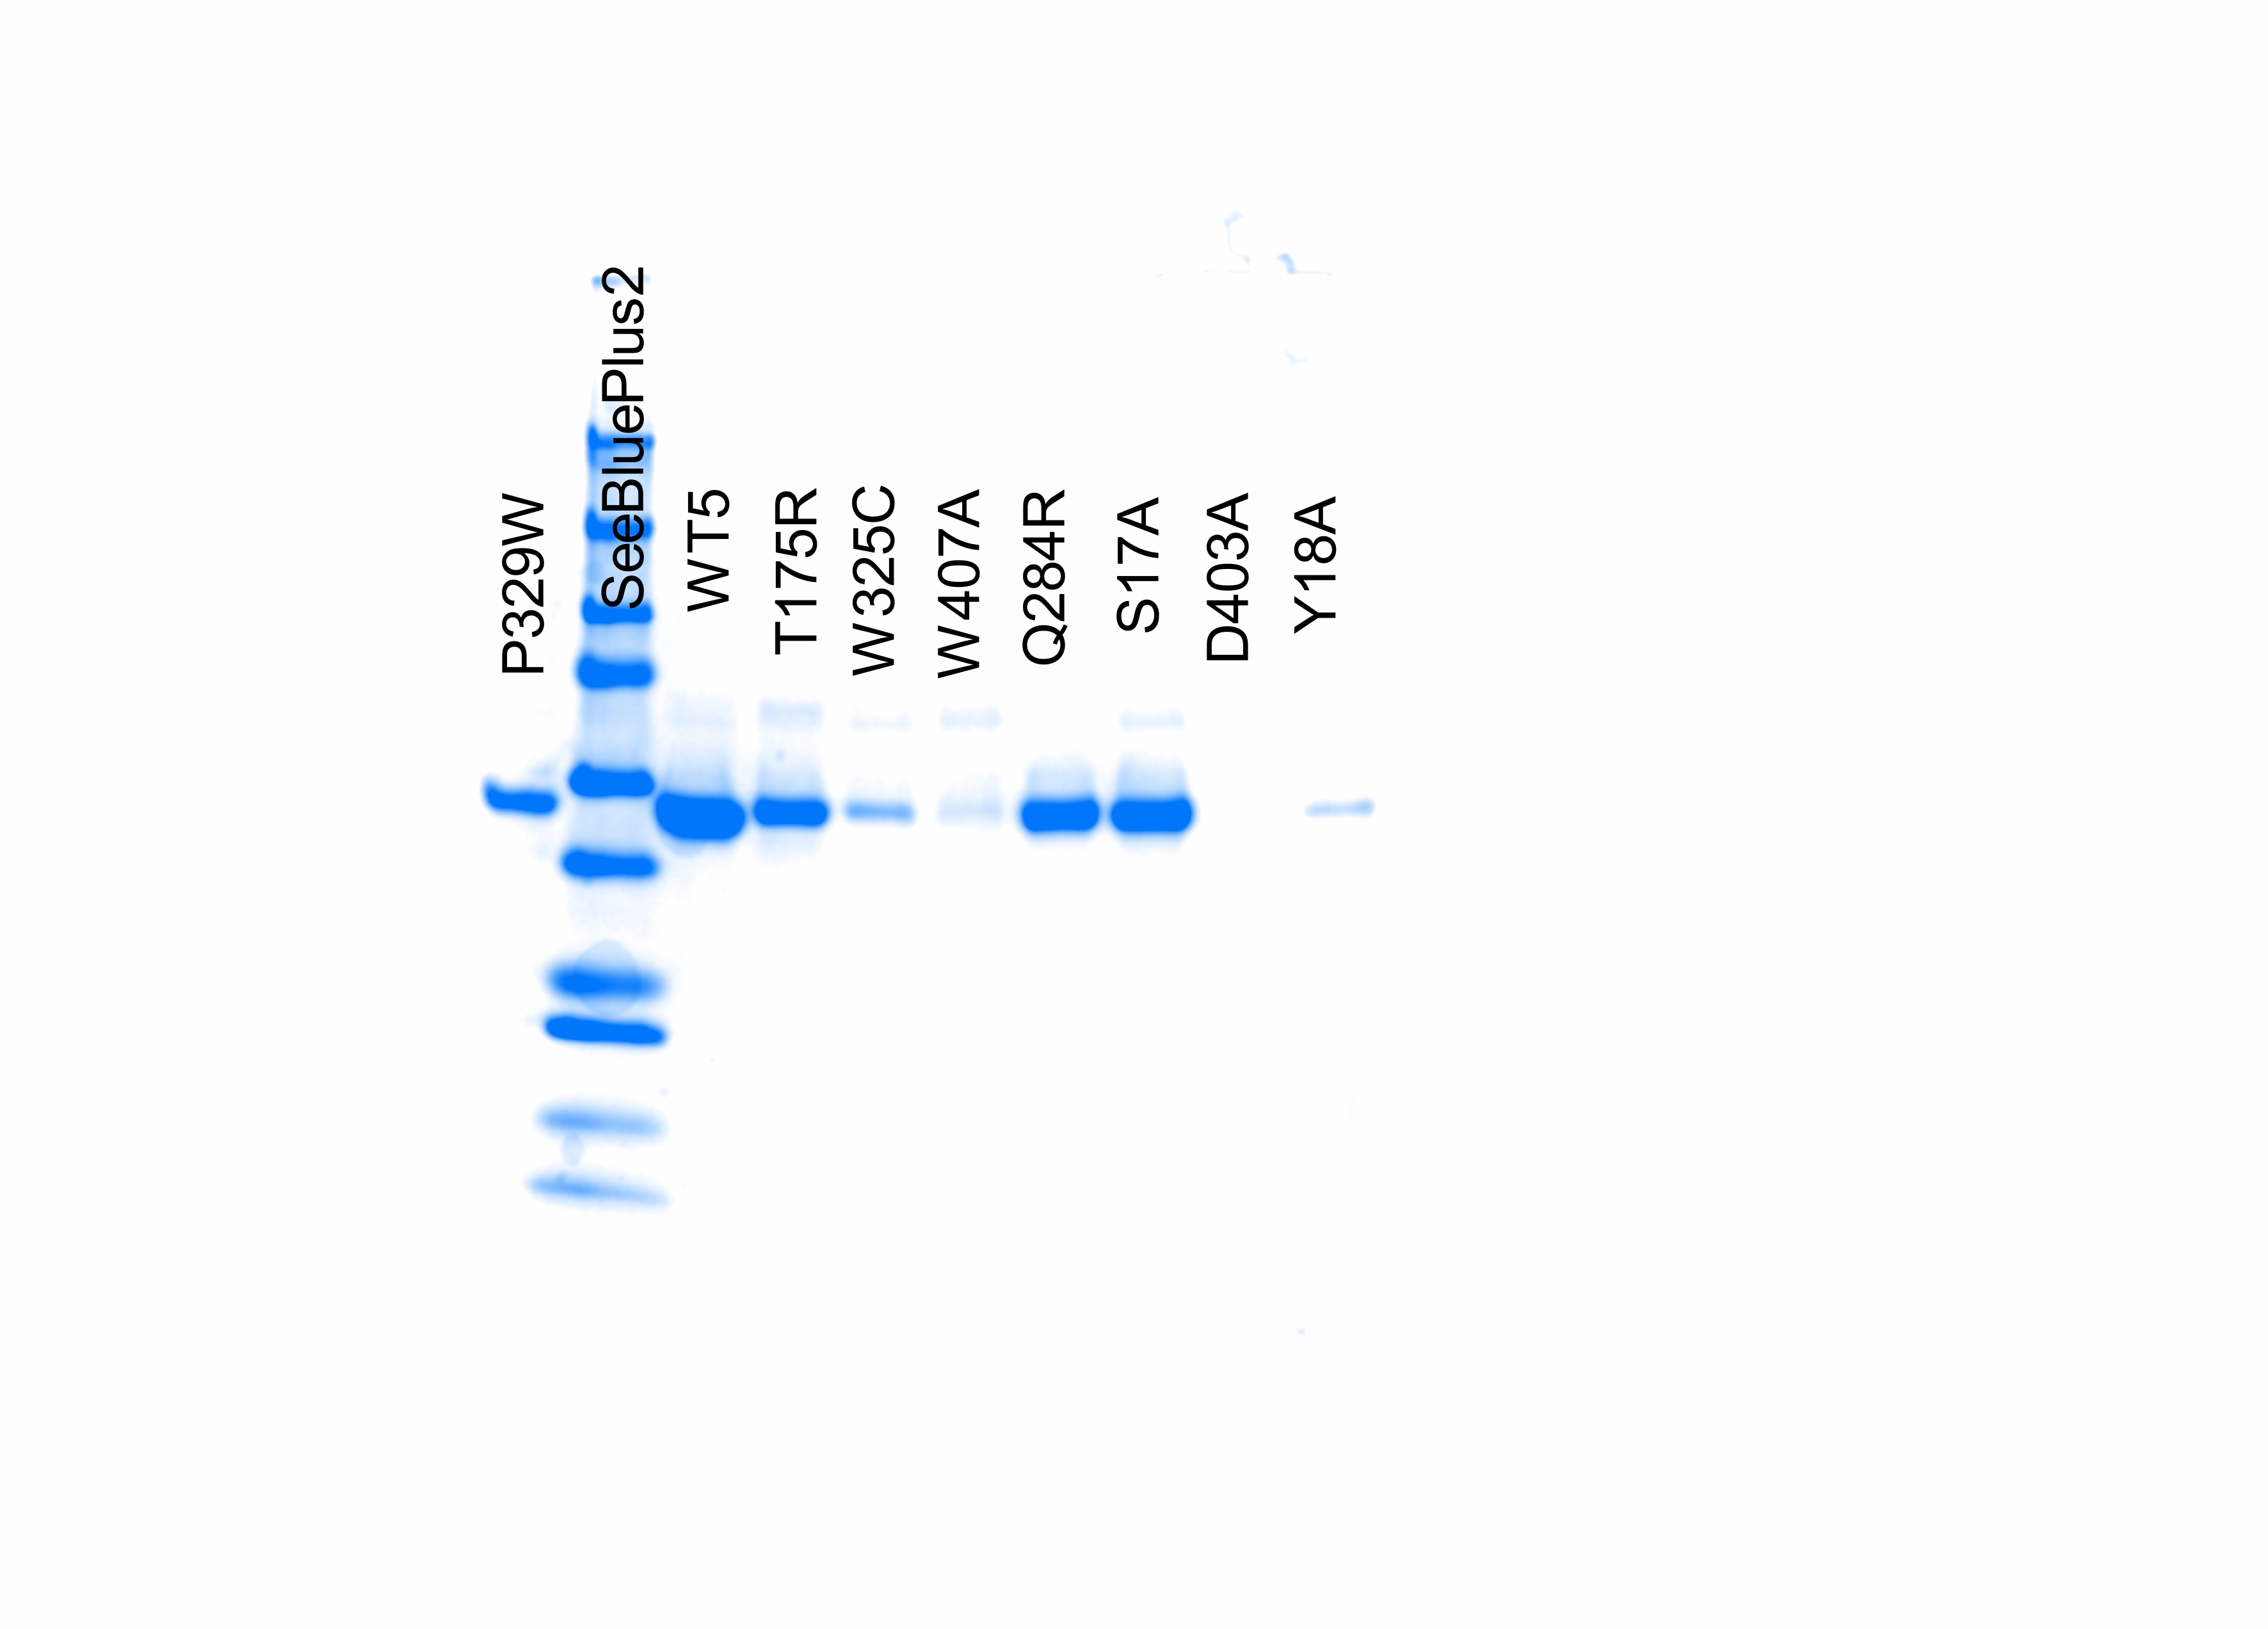 P329W
SeeBluePlus2
WT5
T175R
W325C
W407A
Q284R
S17A
D403A
Y18A